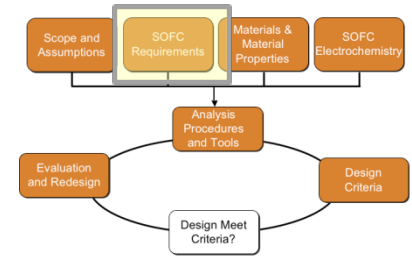 Scope and
Assumptions
SOFC
Requirements
Materials &
Material
Properties
SOFC
Electrochemistry
Analysis
Procedures
and Tools
Evaluation
and Redesign
Design
Criteria
Design Meet
Criteria?